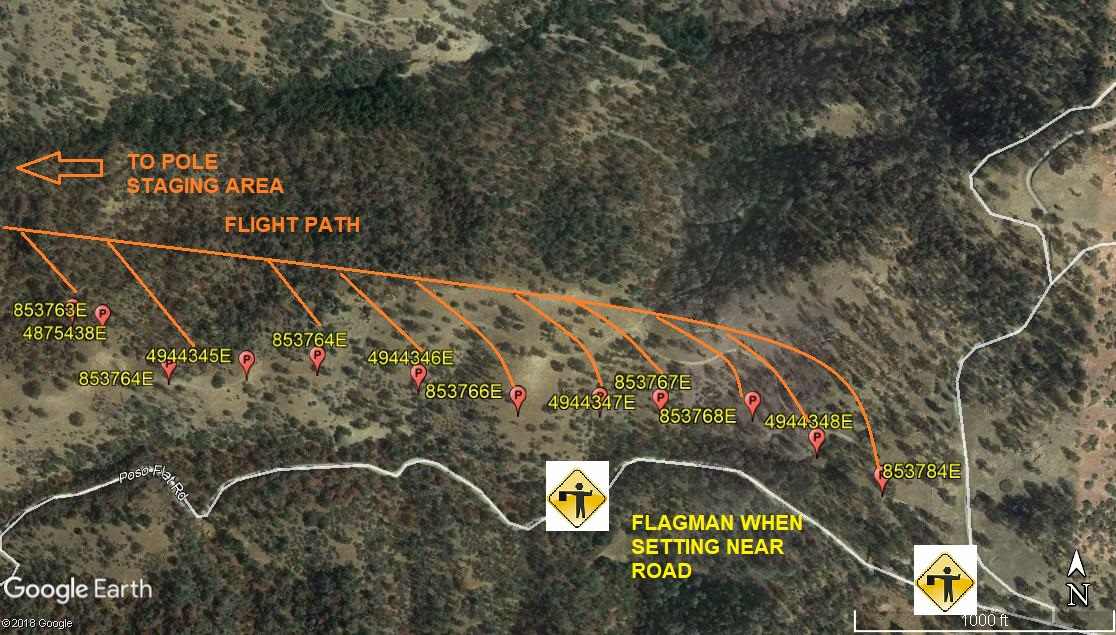 TO POLE
STAGING AREA
FLIGHT PATH
853763E
P
P
4875438E
4944345E
P
853764E
P
853764E
P
4944346E
P
853766E
P
P
4944347E
853767E
P
853768E
P
4944348E
P
P
853784E
Poso Flat Rd
FLAGMAN WHEN
SETTING NEAR
ROAD
Google Earth
©2018 Google
N
1000 ft